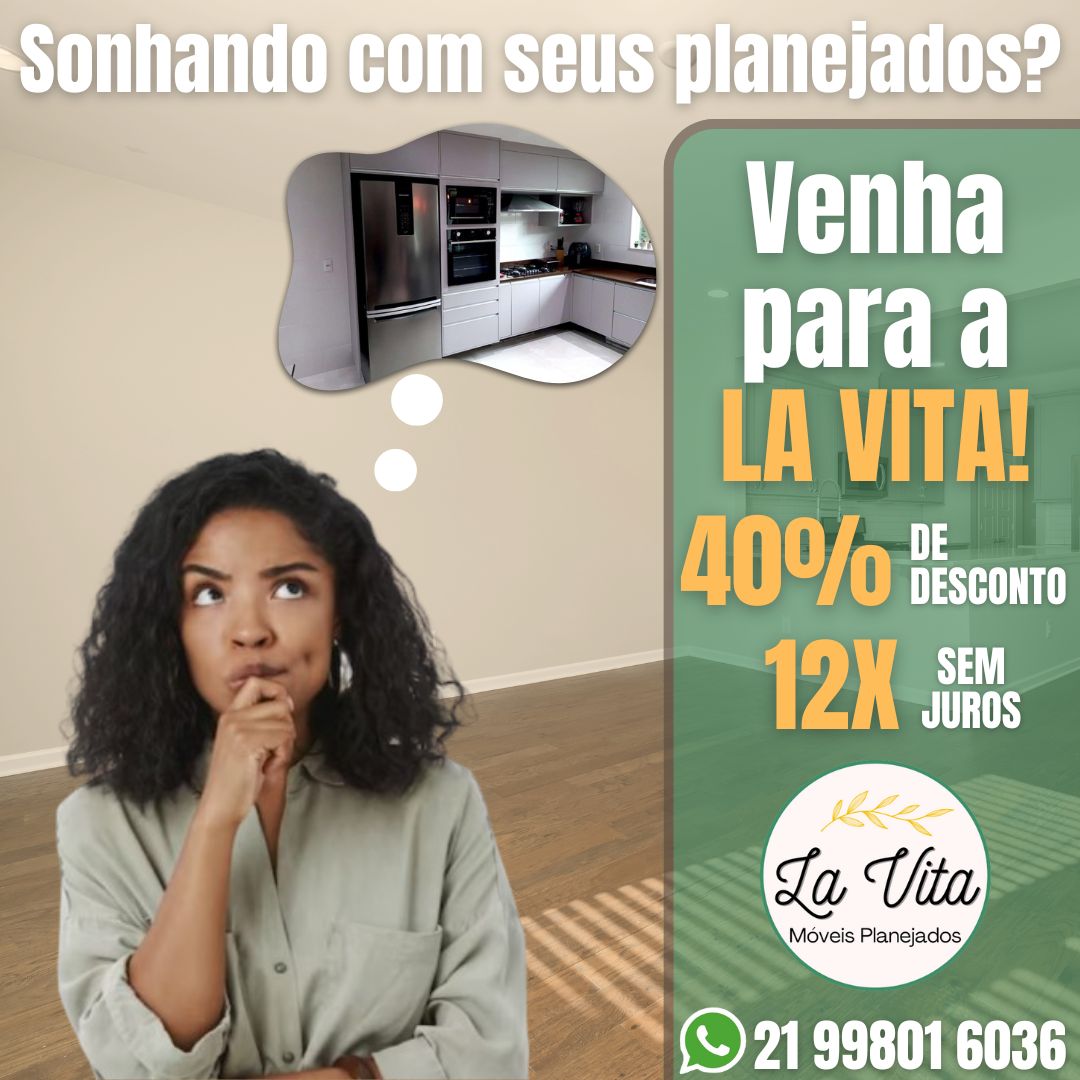 Sonhando com seus planejados?
Venha
para a
LA VITA!
40% DE
DESCONTO
12X SEM
JUROS
La Vita
Móveis Planejados
21 99801 6036